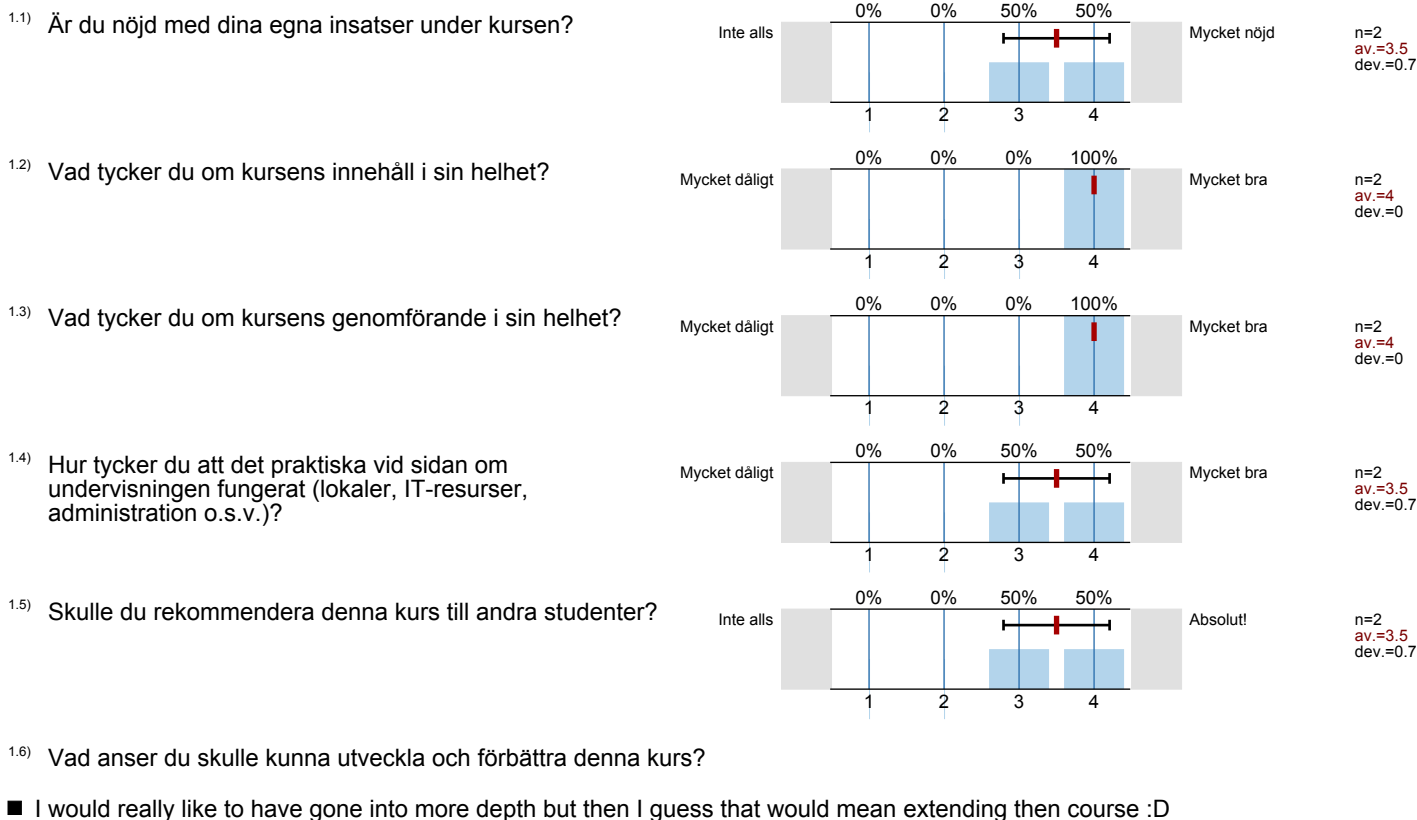 1.1) Är du nöjd med dina egna insatser under kursen?
0% 0% 50% 50%
Inte alls
Mycket nöjd
n=2
av.=3.5
dev.=0.7
1 2 3 4
1.2) Vad tycker du om kursens innehåll i sin helhet?
0% 0% 0% 100%
Mycket dåligt
Mycket bra
n=2
av.=4
dev.=0
1 2 3 4
1.3) Vad tycker du om kursens genomförande i sin helhet?
0% 0% 0% 100%
Mycket dåligt
Mycket bra
n=2
av.=4
dev.=0
1 2 3 4
1.4) Hur tycker du att det praktiska vid sidan om
undervisningen fungerat (lokaler, IT-resurser,
administration o.s.v.)?
0% 0% 50% 50%
Mycket dåligt
Mycket bra
n=2
av.=3.5
dev.=0.7
1 2 3 4
1.5) Skulle du rekommendera denna kurs till andra studenter?
0% 0% 50% 50%
Inte alls
Absolut!
n=2
av.=3.5
dev.=0.7
1 2 3 4
1.6) Vad anser du skulle kunna utveckla och förbättra denna kurs?
■ I would really like to have gone into more depth but then I guess that would mean extending then course :D